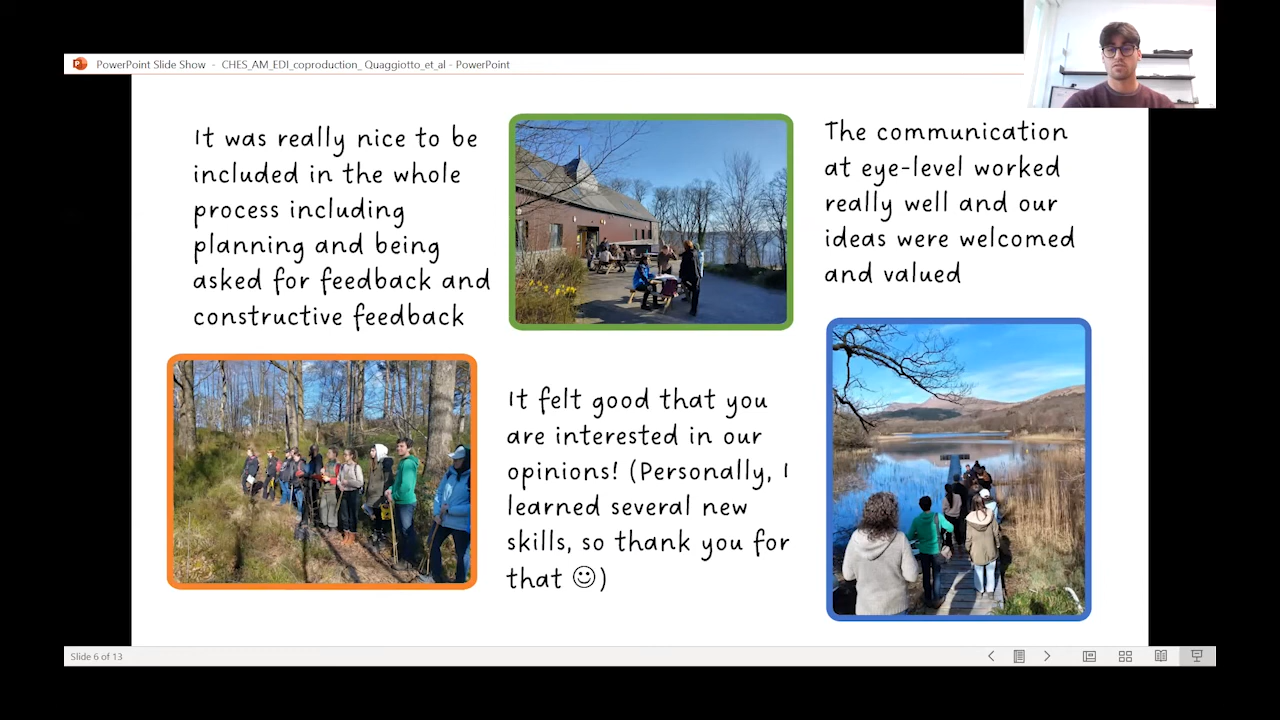 PowerPoint Slide Show - CHES_AM_EDI_coproduction_ Quaggiotto_et_al - PowerPoint
It was really nice to be
included in the whole
process including
planning and being
asked for feedback and
constructive feedback
The communication
at eye-level worked
really well and our
ideas were welcomed
and valued
It felt good that you
are interested in our
opinions! (Personally, I
learned several new
skills, so thank you for
that ☺)
Slide 6 of 13